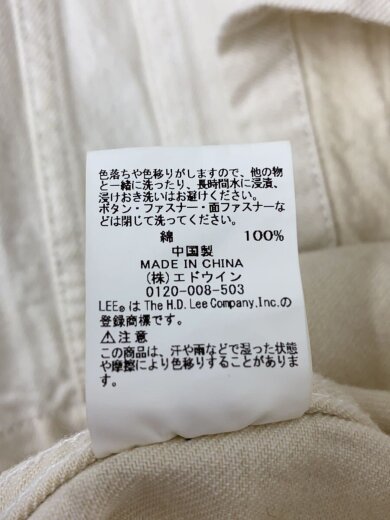 色落ちや色移りがしますので、他の物
と一緒に洗ったり、長時間水に浸漬、
浸けおき洗いはお避けください。
ボタン・ファスナー・面ファスナーな
どは閉じて洗ってください。
綿 100%
中国製
MADE IN CHINA
(株)エドウイン
0120-008-503
LEE®は The H.D. Lee Company, Inc.の
登録商標です。
⚠注意
この商品は、汗や雨などで湿った状態
や摩擦により色移りすることがあり
ます。